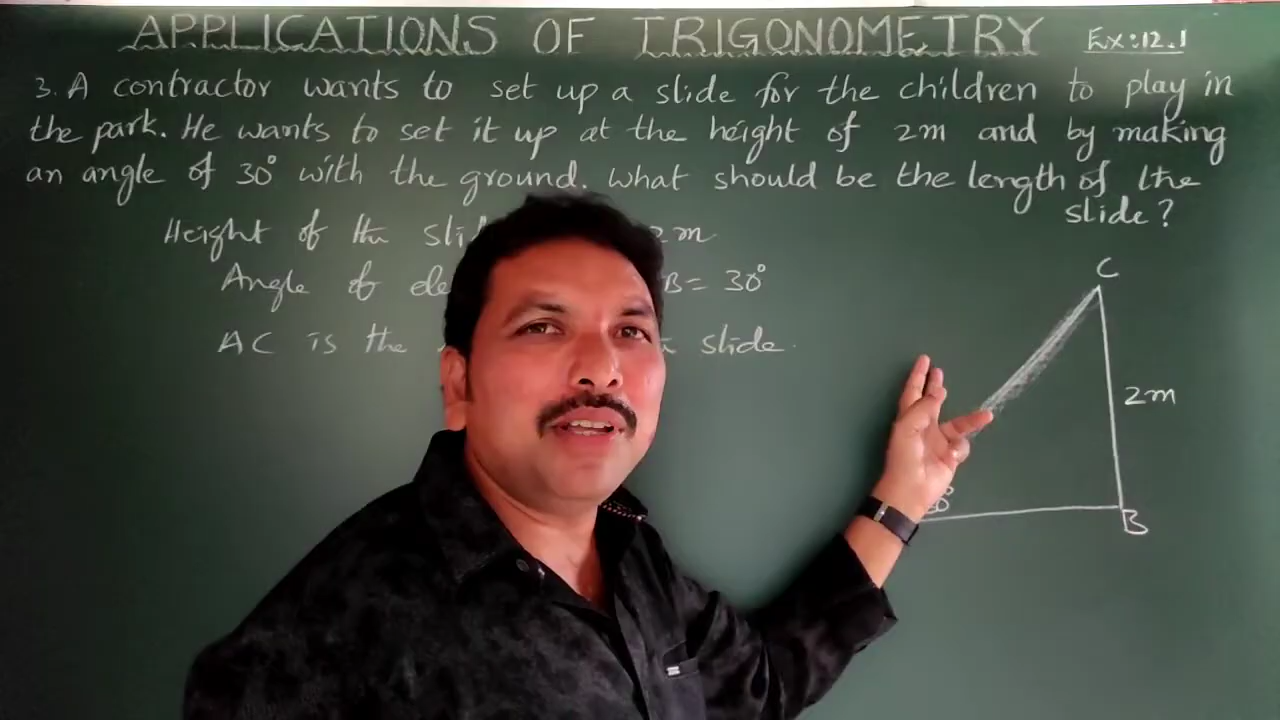 APPLICATIONS OF TRIGONOMETRY Ex:12.1
3. A contractor wants to set up a slide for the children to play in
the park. He wants to set it up at the height of 2m and by making
an angle of 30° with the ground. what should be the length of the
slide?
Height of the 2m
Angle of B = 30°
AC is the slide.
C
2m
B